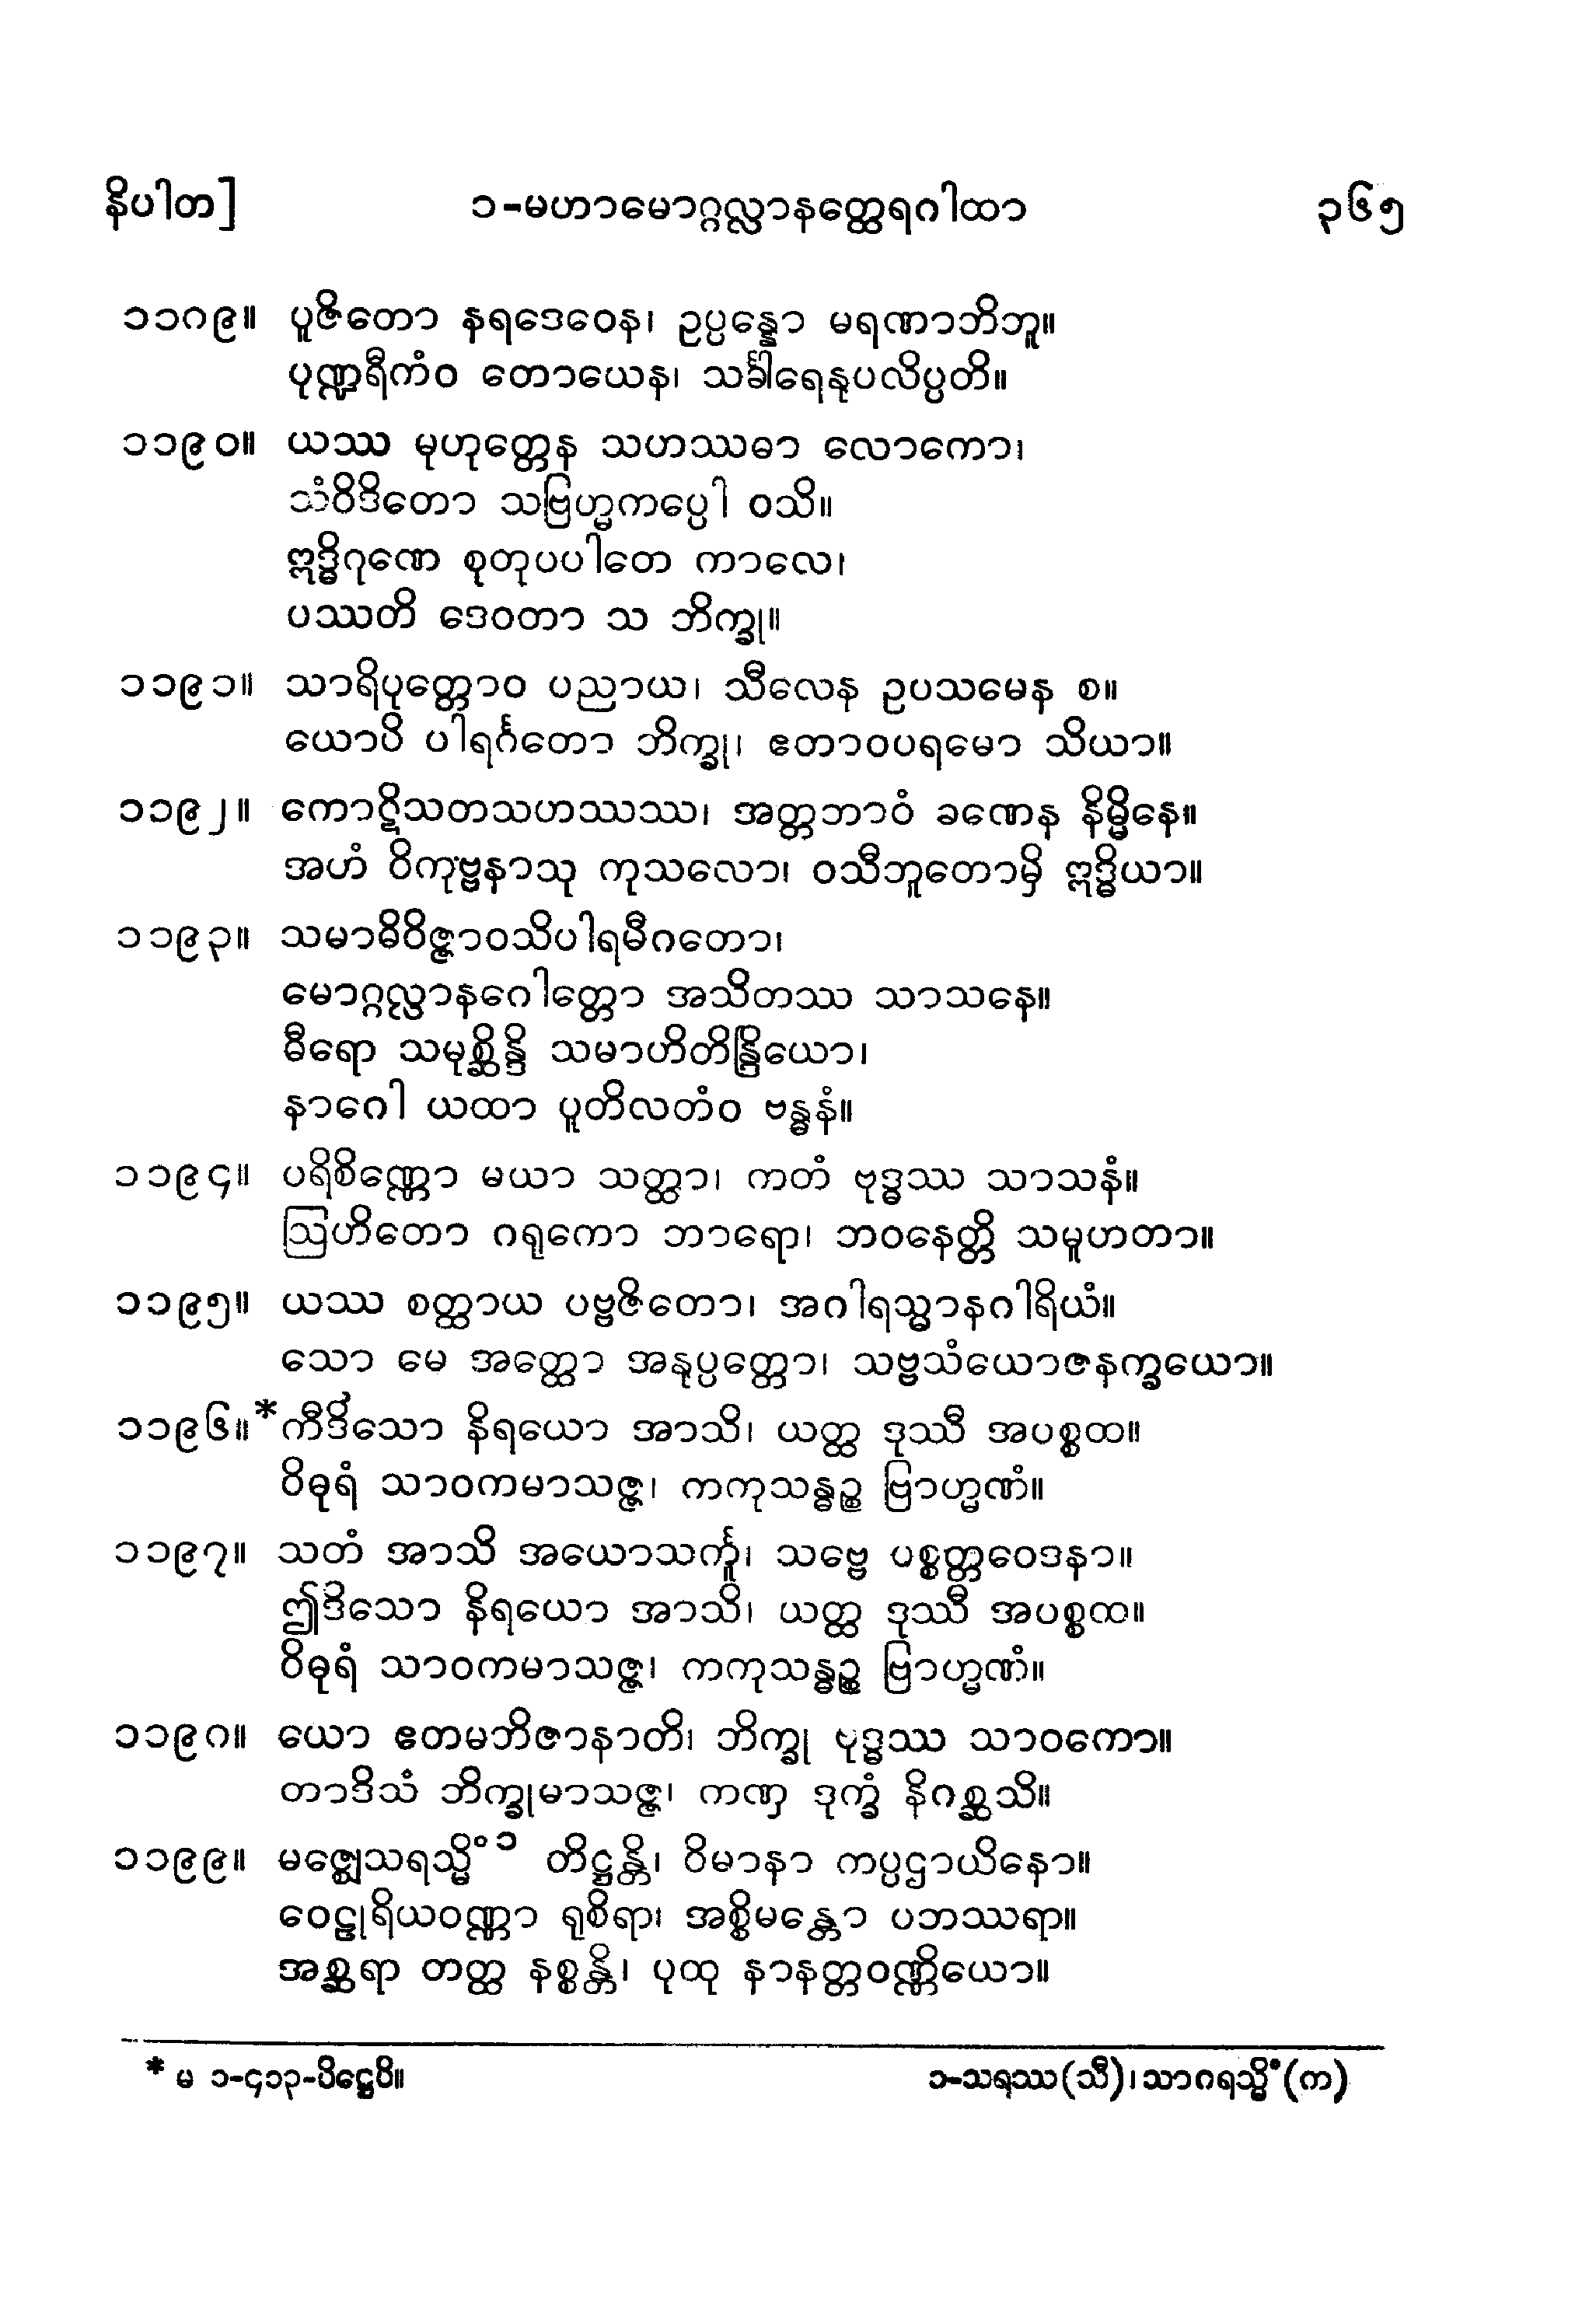 နိပါတ] ၁-မဟာမောဂ္ဂလ္လာနတ္ထေရဂါထာ ၃၆၅
၁၁၈၉။ ပူဇိတော နရဒေဝေန၊ ဥပ္ပန္နော မရဏာဘိဘူ။
ပုဏ္ဍရီကံဝ တောယေန၊ သင်္ခါရေနုပလိပ္ပတိ။
၁၁၉၀။ ယဿ မုဟုတ္တေန သဟဿဓာ လောကော၊
သံဝိဒိတော သဗြဟ္မကပ္ပေါ ဝသိ။
ဣဒ္ဓိဂုဏေ စုတုပပါတေ ကာလေ၊
ပဿတိ ဒေဝတာ သ ဘိက္ခု။
၁၁၉၁။ သာရိပုတ္တောဝ ပညာယ၊ သီလေန ဥပသမေန စ။
ယောပိ ပါရင်္ဂတော ဘိက္ခု၊ ဧတာဝပရမော သိယာ။
၁၁၉၂။ ကောဋိသတသဟဿဿ၊ အတ္တဘာဝံ ခဏေန နိမ္မိနေ။
အဟံ ဝိကုဗ္ဗနာသု ကုသလော၊ ဝသီဘူတောမှိ ဣဒ္ဓိယာ။
၁၁၉၃။ သမာဓိဝိဇ္ဇာဝသိပါရမီဂတော၊
မောဂ္ဂလ္လာနဂေါတ္တော အသိတဿ သာသနေ။
ဓီရော သမုစ္ဆိန္ဒိ သမာဟိတိန္ဒြိယော၊
နာဂေါ ယထာ ပူတိလတံဝ ဗန္ဓနံ။
၁၁၉၄။ ပရိစိဏ္ဏော မယာ သတ္ထာ၊ ကတံ ဗုဒ္ဓဿ သာသနံ။
ဩဟိတော ဂရုကော ဘာရော၊ ဘဝနေတ္တိ သမူဟတာ။
၁၁၉၅။ ယဿ စတ္ထာယ ပဗ္ဗဇိတော၊ အဂါရသ္မာနဂါရိယံ။
သော မေ အတ္ထော အနုပ္ပတ္တော၊ သဗ္ဗသံယောဇနက္ခယော။
၁၁၉၆။ *ကီဒိသော နိရယော အာသိ၊ ယတ္ထ ဒုဿီ အပစ္စထ။
ဝိဓုရံ သာဝကမာသဇ္ဇ၊ ကကုသန္ဓဉ္စ ဗြာဟ္မဏံ။
၁၁၉၇။ သတံ အာသိ အယောသင်္ကူ၊ သဗ္ဗေ ပစ္စတ္တဝေဒနာ။
ဤဒိသော နိရယော အာသိ၊ ယတ္ထ ဒုဿီ အပစ္စထ။
ဝိဓုရံ သာဝကမာသဇ္ဇ၊ ကကုသန္ဓဉ္စ ဗြာဟ္မဏံ။
၁၁၉၈။ ယော ဧတမဘိဇာနာတိ၊ ဘိက္ခု ဗုဒ္ဓဿ သာဝကော။
တာဒိသံ ဘိက္ခုမာသဇ္ဇ၊ ကဏှ ဒုက္ခံ နိဂစ္ဆသိ။
၁၁၉၉။ မဇ္ဈေသရသ္မိံ ၁ တိဋ္ဌန္တိ၊ ဝိမာနာ ကပ္ပဌာယိနော။
ဝေဠုရိယဝဏ္ဏာ ရုစိရာ၊ အစ္စိမန္တော ပဘဿရာ။
အစ္ဆရာ တတ္ထ နစ္စန္တိ၊ ပုထု နာနတ္တဝဏ္ဏိယော။
* မ ၁-၄၁၃-ပိဋ္ဌေပိ။ ၁-သရဿ (သီ)၊ သာဂရသ္မိံ (က)